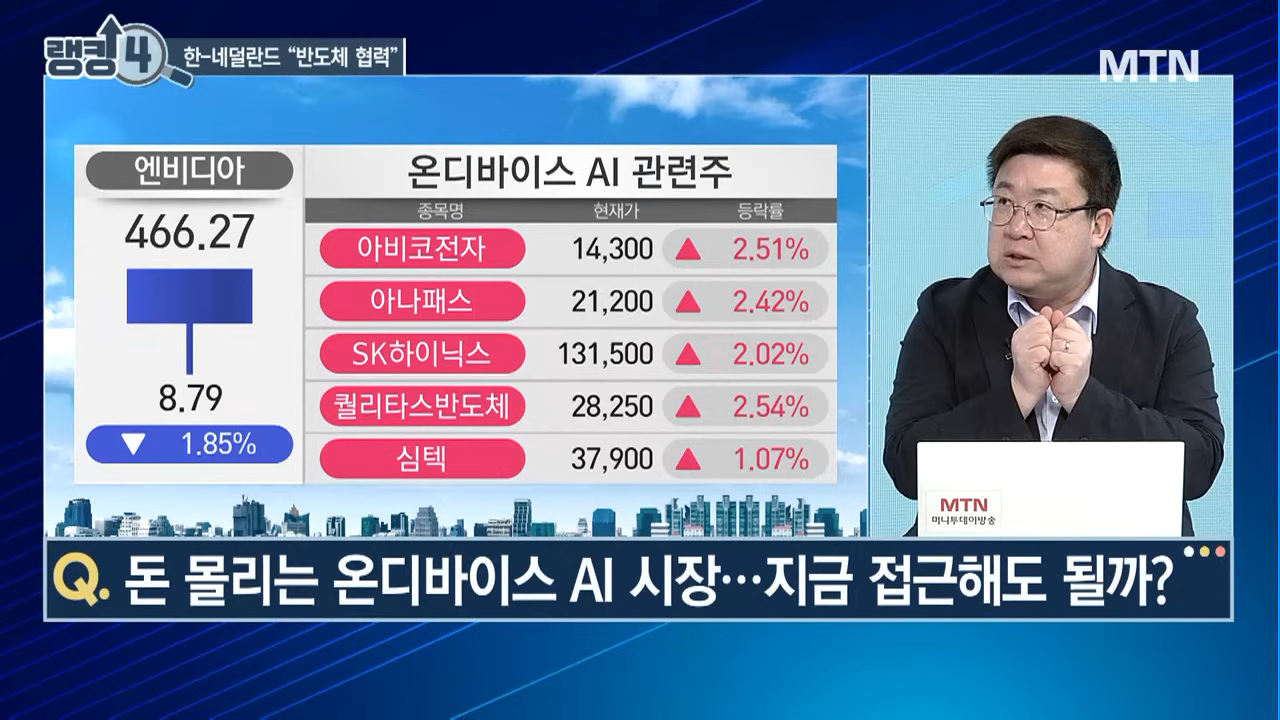 랭킹4
한-네덜란드 “반도체 협력”
MTN
엔비디아
466.27
8.79
▼ 1.85%
온디바이스 AI 관련주
종목명 현재가 등락률
아비코전자 14,300 ▲ 2.51%
아나패스 21,200 ▲ 2.42%
SK하이닉스 131,500 ▲ 2.02%
퀄리타스반도체 28,250 ▲ 2.54%
심텍 37,900 ▲ 1.07%
MTN
머니투데이방송
Q. 돈 몰리는 온디바이스 AI 시장…지금 접근해도 될까?